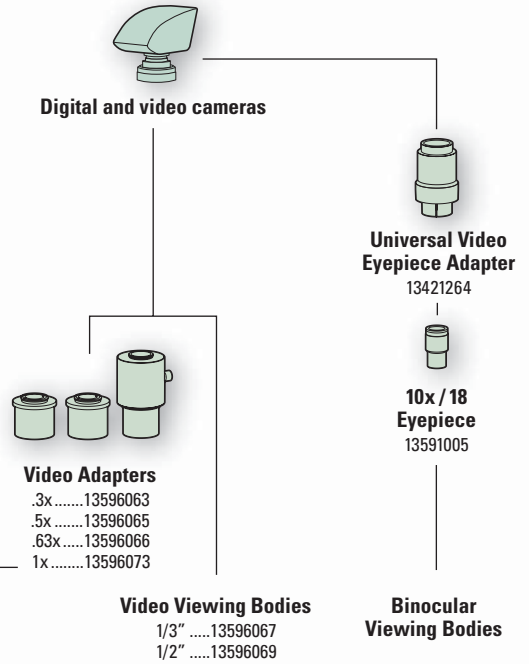 Digital and video cameras
Universal Video
Eyepiece Adapter
13421264
10x / 18
Eyepiece
13591005
Video Adapters
.3x.......13596063
.5x.......13596065
.63x.....13596066
1x........13596073
Video Viewing Bodies
1/3” .....13596067
1/2” .....13596069
Binocular
Viewing Bodies